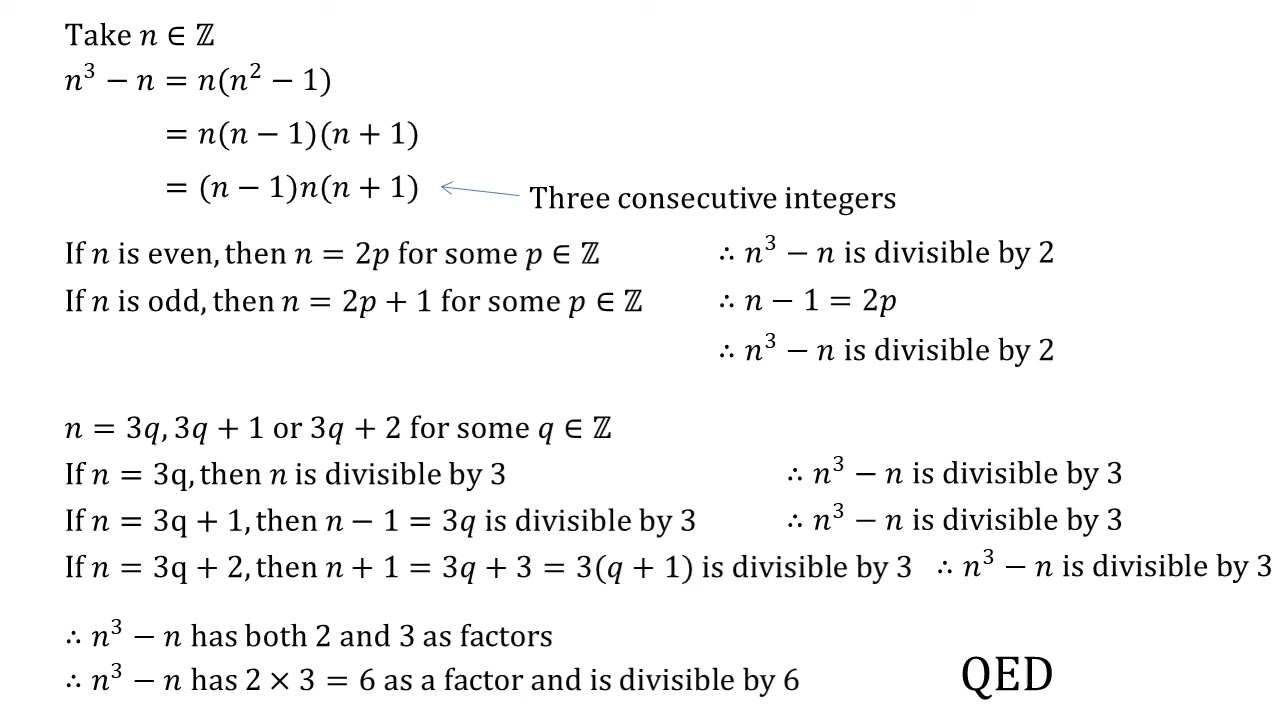 Take n ∈ ℤ
n³ − n = n(n² − 1)
= n(n − 1)(n + 1)
= (n − 1)n(n + 1)
Three consecutive integers
If n is even, then n = 2p for some p ∈ ℤ ∴ n³ − n is divisible by 2
If n is odd, then n = 2p + 1 for some p ∈ ℤ ∴ n − 1 = 2p
∴ n³ − n is divisible by 2
n = 3q, 3q + 1 or 3q + 2 for some q ∈ ℤ
If n = 3q, then n is divisible by 3 ∴ n³ − n is divisible by 3
If n = 3q + 1, then n − 1 = 3q is divisible by 3 ∴ n³ − n is divisible by 3
If n = 3q + 2, then n + 1 = 3q + 3 = 3(q + 1) is divisible by 3 ∴ n³ − n is divisible by 3
∴ n³ − n has both 2 and 3 as factors
∴ n³ − n has 2 × 3 = 6 as a factor and is divisible by 6
QED